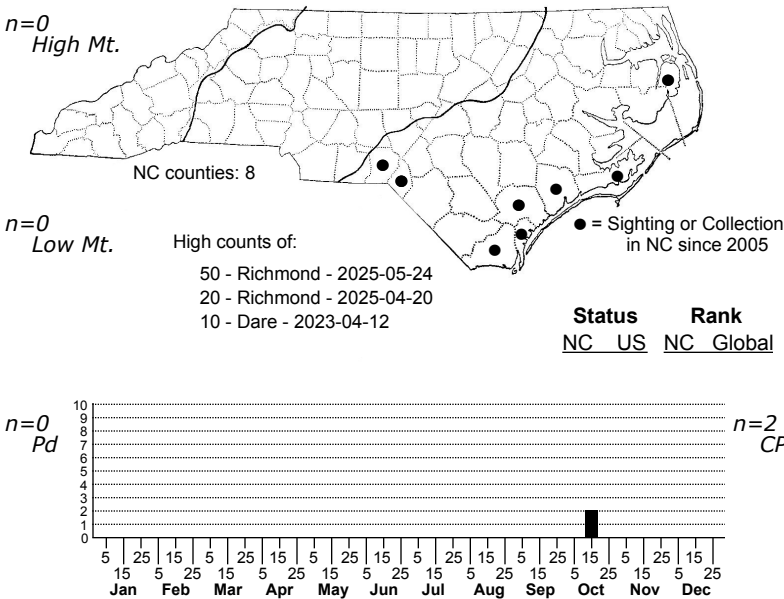 n=0
High Mt.
NC counties: 8
n=0
Low Mt.
High counts of:
50 - Richmond - 2025-05-24
20 - Richmond - 2025-04-20
10 - Dare - 2023-04-12
● = Sighting or Collection
in NC since 2005
Status Rank
NC US NC Global
n=0
Pd
n=2
CP
10
9
8
7
6
5
4
3
2
1
0
5 15 25 5 15 25 5 15 25 5 15 25 5 15 25 5 15 25
15 5 25 15 5 25 15 5 25 15 5 25 15 5 25 15 5 25
Jan Feb Mar Apr May Jun Jul Aug Sep Oct Nov Dec